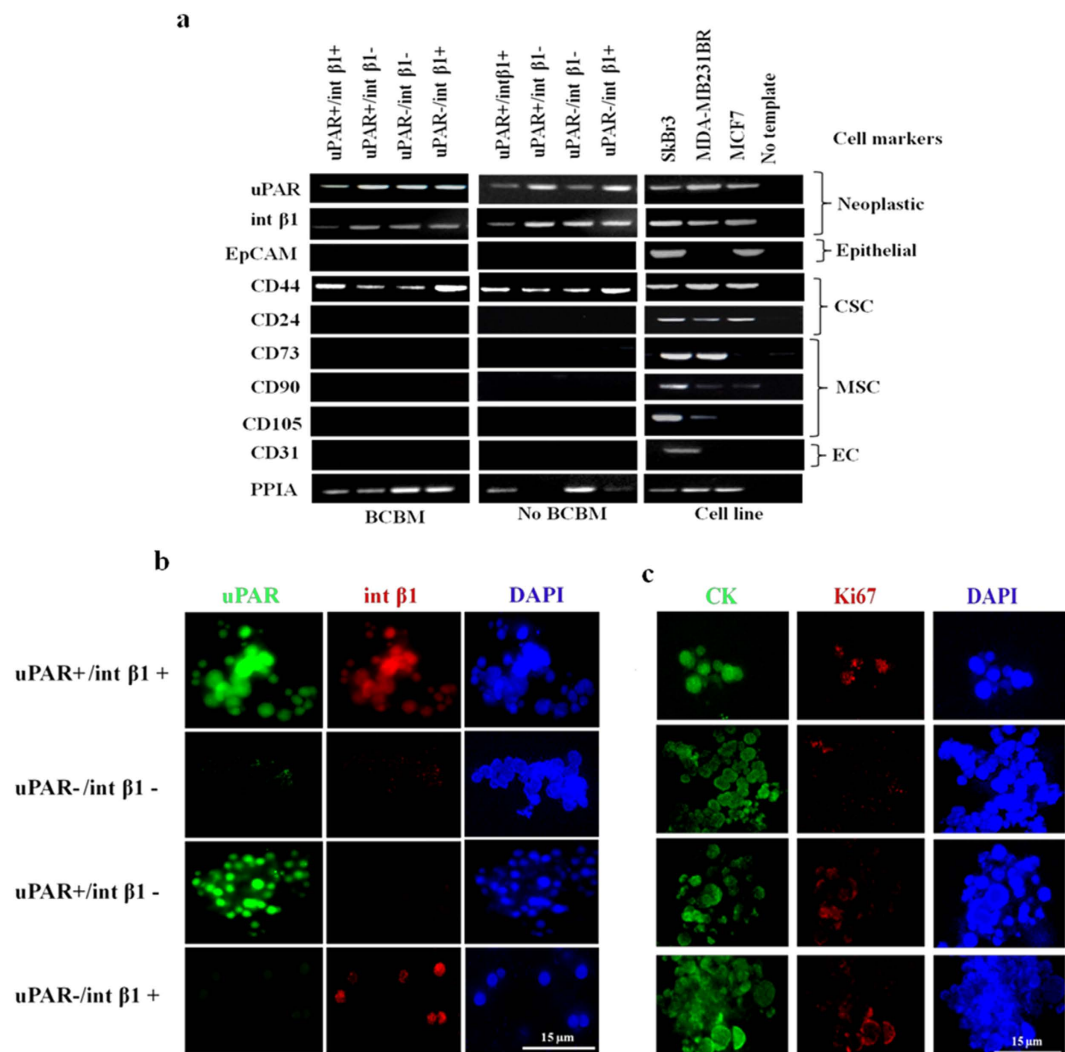 a
uPAR+/int β1+
uPAR+/int β1-
uPAR-/int β1-
uPAR-/int β1+
uPAR+/intβ1+
uPAR+/int β1-
uPAR-/int β1-
uPAR-/int β1+
SkBr3
MDA-MB231BR
MCF7
No template
Cell markers
uPAR
int β1
Neoplastic
EpCAM
Epithelial
CD44
CD24
CSC
CD73
CD90
CD105
MSC
CD31
EC
PPIA
BCBM
No BCBM
Cell line
b
uPAR
int β1
DAPI
uPAR+/int β1 +
uPAR-/int β1 -
uPAR+/int β1 -
uPAR-/int β1 +
15 µm
c
CK
Ki67
DAPI
15 µm